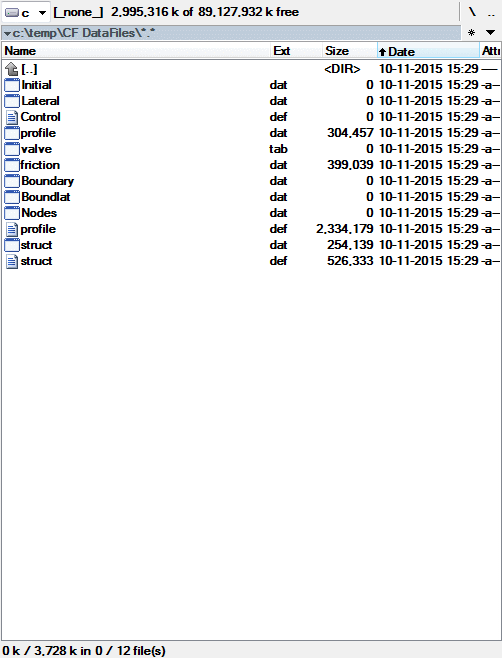 c [_none_] 2,995,316 k of 89,127,932 k free \ ..
c:\temp\CF DataFiles\*.* *
Name Ext Size Date Attr
[..] <DIR> 10-11-2015 15:29 ----
Initial dat 0 10-11-2015 15:29 -a--
Lateral dat 0 10-11-2015 15:29 -a--
Control def 0 10-11-2015 15:29 -a--
profile dat 304,457 10-11-2015 15:29 -a--
valve tab 0 10-11-2015 15:29 -a--
friction dat 399,039 10-11-2015 15:29 -a--
Boundary dat 0 10-11-2015 15:29 -a--
Boundlat dat 0 10-11-2015 15:29 -a--
Nodes dat 0 10-11-2015 15:29 -a--
profile def 2,334,179 10-11-2015 15:29 -a--
struct dat 254,139 10-11-2015 15:29 -a--
struct def 526,333 10-11-2015 15:29 -a--
0 k / 3,728 k in 0 / 12 file(s)